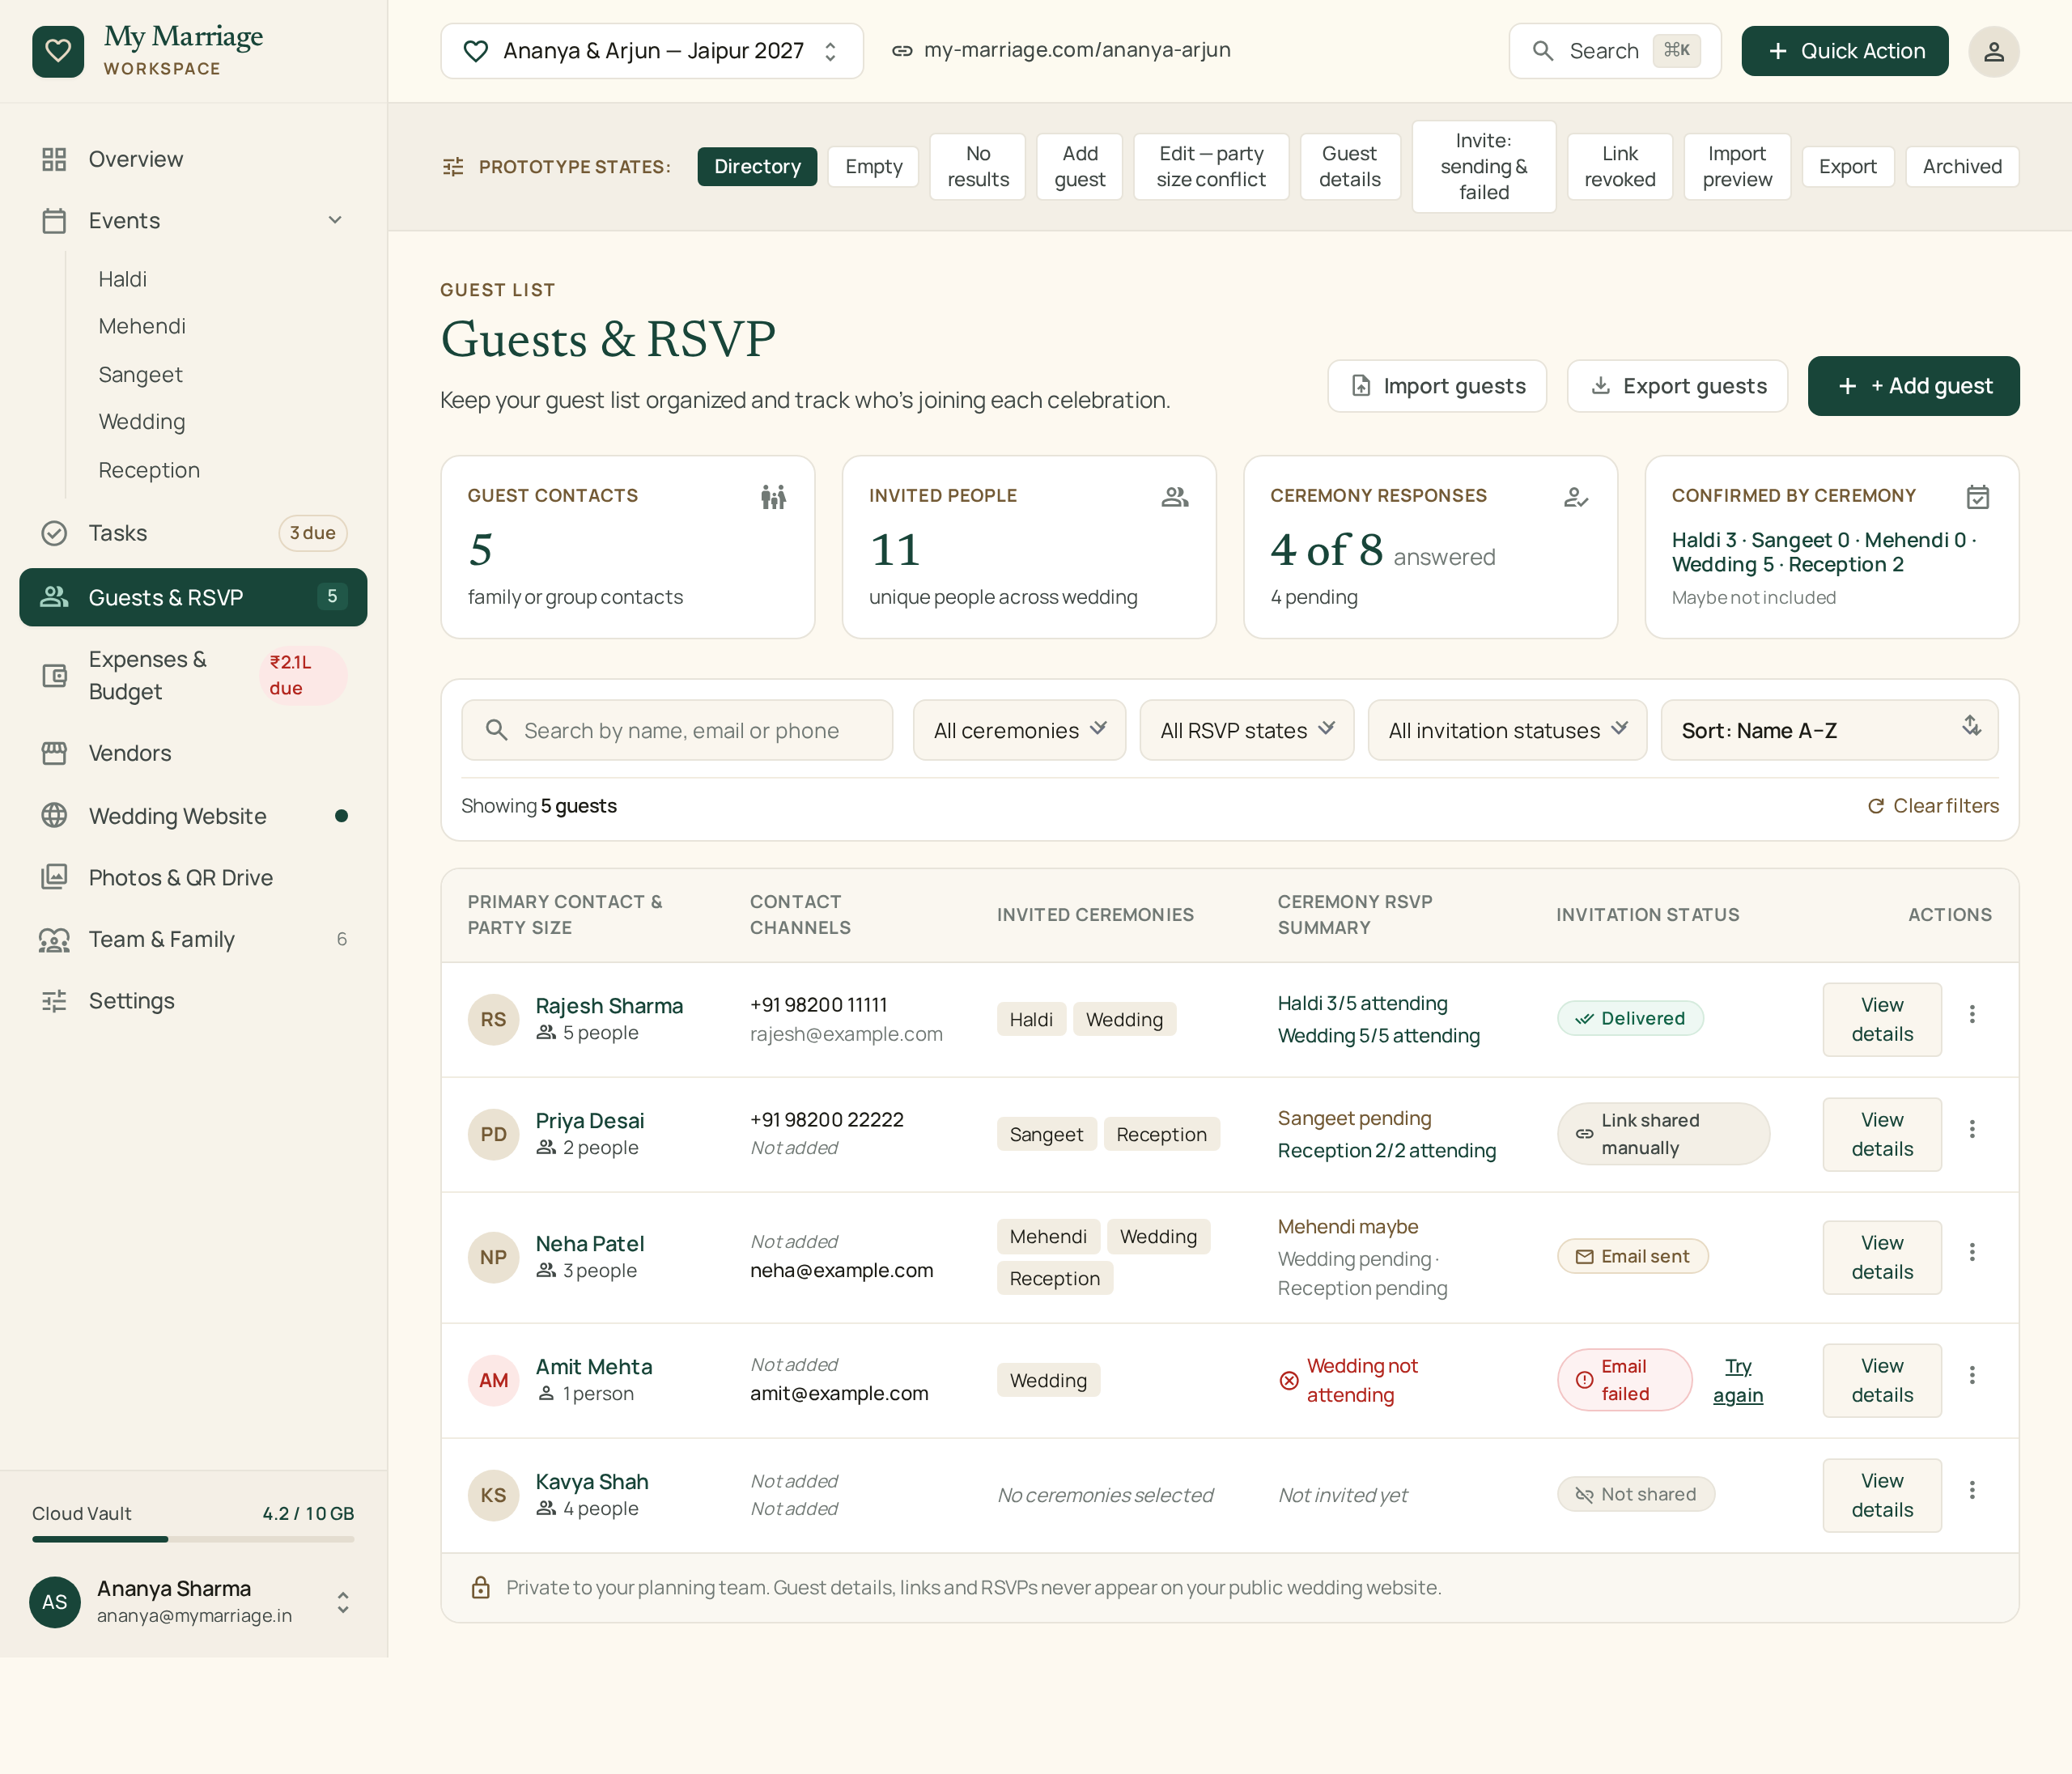 My Marriage
WORKSPACE
Ananya & Arjun — Jaipur 2027
my-marriage.com/ananya-arjun
Search ⌘K
Quick Action
Overview
Events
Haldi
Mehendi
Sangeet
Wedding
Reception
Tasks 3 due
Guests & RSVP 5
Expenses &
Budget
₹2.1L
due
Vendors
Wedding Website
Photos & QR Drive
Team & Family 6
Settings
Cloud Vault 4.2 / 10 GB
AS
Ananya Sharma
ananya@mymarriage.in
PROTOTYPE STATES:
Directory
Empty
No
results
Add
guest
Edit — party
size conflict
Guest
details
Invite:
sending &
failed
Link
revoked
Import
preview
Export
Archived
GUEST LIST
Guests & RSVP
Keep your guest list organized and track who's joining each celebration.
Import guests
Export guests
+ Add guest
GUEST CONTACTS
5
family or group contacts
INVITED PEOPLE
11
unique people across wedding
CEREMONY RESPONSES
4 of 8 answered
4 pending
CONFIRMED BY CEREMONY
Haldi 3 · Sangeet 0 · Mehendi 0 ·
Wedding 5 · Reception 2
Maybe not included
Search by name, email or phone
All ceremonies
All RSVP states
All invitation statuses
Sort: Name A–Z
Showing 5 guests
Clear filters
PRIMARY CONTACT &
PARTY SIZE
CONTACT
CHANNELS
INVITED CEREMONIES
CEREMONY RSVP
SUMMARY
INVITATION STATUS
ACTIONS
RS
Rajesh Sharma
5 people
+91 98200 11111
rajesh@example.com
Haldi
Wedding
Haldi 3/5 attending
Wedding 5/5 attending
Delivered
View
details
PD
Priya Desai
2 people
+91 98200 22222
Not added
Sangeet
Reception
Sangeet pending
Reception 2/2 attending
Link shared
manually
View
details
NP
Neha Patel
3 people
Not added
neha@example.com
Mehendi
Wedding
Reception
Mehendi maybe
Wedding pending ·
Reception pending
Email sent
View
details
AM
Amit Mehta
1 person
Not added
amit@example.com
Wedding
Wedding not
attending
Email
failed
Try
again
View
details
KS
Kavya Shah
4 people
Not added
Not added
No ceremonies selected
Not invited yet
Not shared
View
details
Private to your planning team. Guest details, links and RSVPs never appear on your public wedding website.